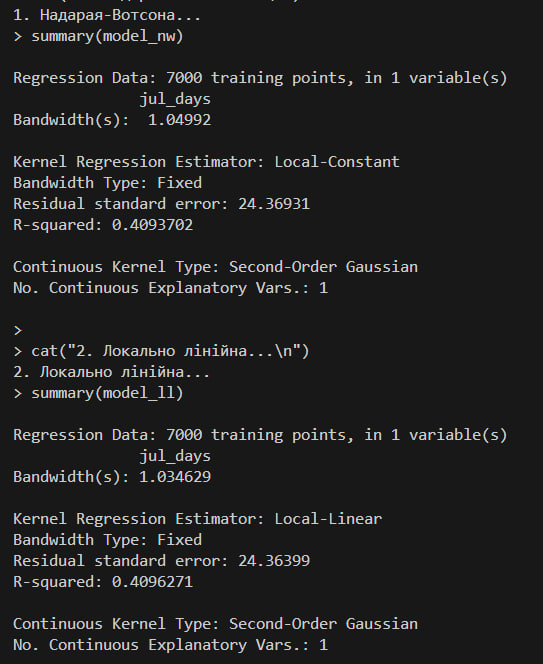 1. Надарая-Вотсона...
> summary(model_nw)
Regression Data: 7000 training points, in 1 variable(s)
jul_days
Bandwidth(s):  1.04992
Kernel Regression Estimator: Local-Constant
Bandwidth Type: Fixed
Residual standard error: 24.36931
R-squared: 0.4093702
Continuous Kernel Type: Second-Order Gaussian
No. Continuous Explanatory Vars.: 1
>
> cat("2. Локально лінійна...\n")
2. Локально лінійна...
> summary(model_ll)
Regression Data: 7000 training points, in 1 variable(s)
jul_days
Bandwidth(s): 1.034629
Kernel Regression Estimator: Local-Linear
Bandwidth Type: Fixed
Residual standard error: 24.36399
R-squared: 0.4096271
Continuous Kernel Type: Second-Order Gaussian
No. Continuous Explanatory Vars.: 1